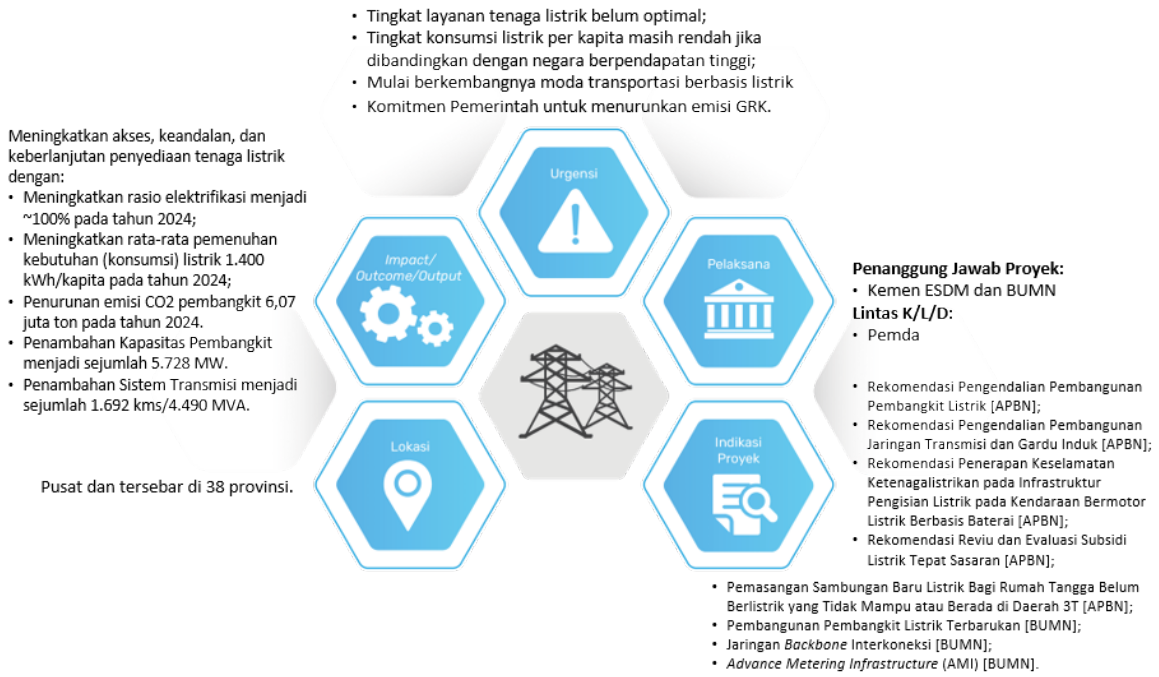 • Tingkat layanan tenaga listrik belum optimal;
• Tingkat konsumsi listrik per kapita masih rendah jika
dibandingkan dengan negara berpendapatan tinggi;
• Mulai berkembangnya moda transportasi berbasis listrik
• Komitmen Pemerintah untuk menurunkan emisi GRK.
Urgensi
Meningkatkan akses, keandalan, dan
keberlanjutan penyediaan tenaga listrik
dengan:
• Meningkatkan rasio elektrifikasi menjadi
~100% pada tahun 2024;
• Meningkatkan rata-rata pemenuhan
kebutuhan (konsumsi) listrik 1.400
kWh/kapita pada tahun 2024;
• Penurunan emisi CO2 pembangkit 6,07
juta ton pada tahun 2024.
• Penambahan Kapasitas Pembangkit
menjadi sejumlah 5.728 MW.
• Penambahan Sistem Transmisi menjadi
sejumlah 1.692 kms/4.490 MVA.
Impact/
Outcome/Output
Pelaksana
Penanggung Jawab Proyek:
• Kemen ESDM dan BUMN
Lintas K/L/D:
• Pemda
Lokasi
Pusat dan tersebar di 38 provinsi.
Indikasi
Proyek
• Rekomendasi Pengendalian Pembangunan
Pembangkit Listrik [APBN];
• Rekomendasi Pengendalian Pembangunan
Jaringan Transmisi dan Gardu Induk [APBN];
• Rekomendasi Penerapan Keselamatan
Ketenagalistrikan pada Infrastruktur
Pengisian Listrik pada Kendaraan Bermotor
Listrik Berbasis Baterai [APBN];
• Rekomendasi Reviu dan Evaluasi Subsidi
Listrik Tepat Sasaran [APBN];
• Pemasangan Sambungan Baru Listrik Bagi Rumah Tangga Belum
Berlistrik yang Tidak Mampu atau Berada di Daerah 3T [APBN];
• Pembangunan Pembangkit Listrik Terbarukan [BUMN];
• Jaringan Backbone Interkoneksi [BUMN];
• Advance Metering Infrastructure (AMI) [BUMN].